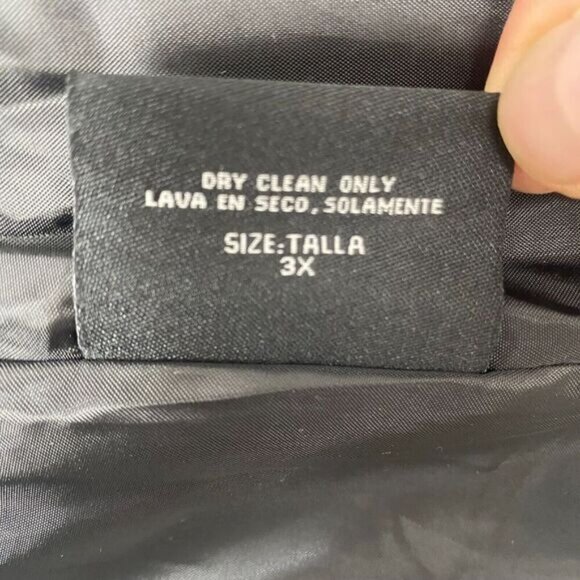 DRY CLEAN ONLY
LAVA EN SECO, SOLAMENTE
SIZE:TALLA
3X